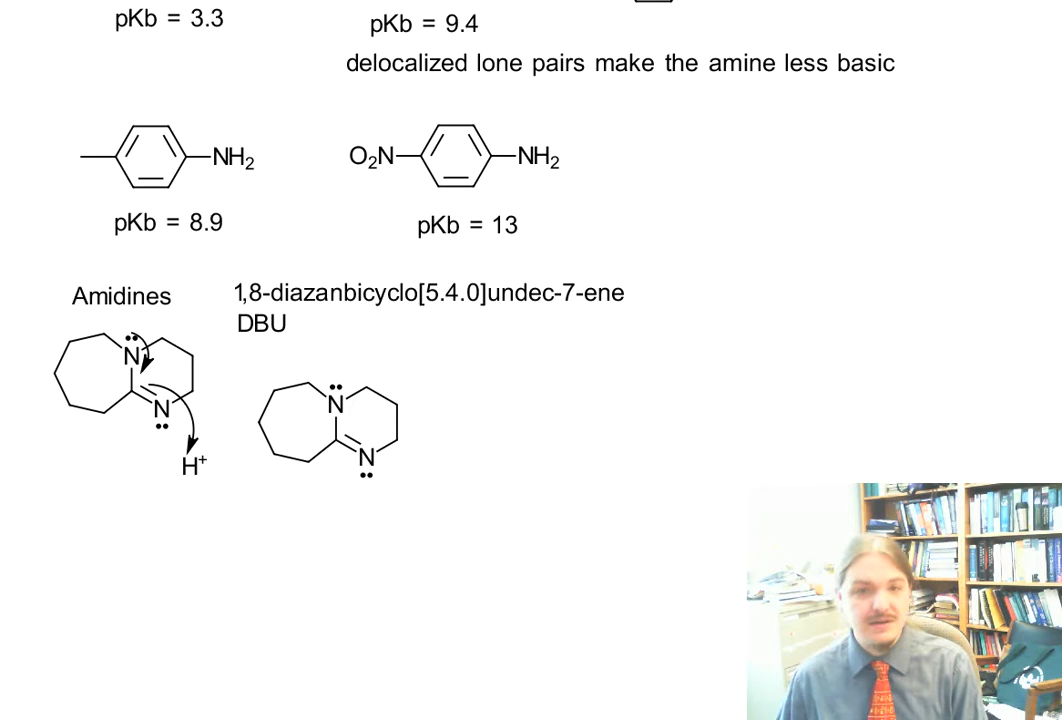 pKb = 3.3
pKb = 9.4
delocalized lone pairs make the amine less basic
NH₂
O₂N
NH₂
pKb = 8.9
pKb = 13
Amidines
1,8-diazanbicyclo[5.4.0]undec-7-ene
DBU
N
N
H⁺
N
N